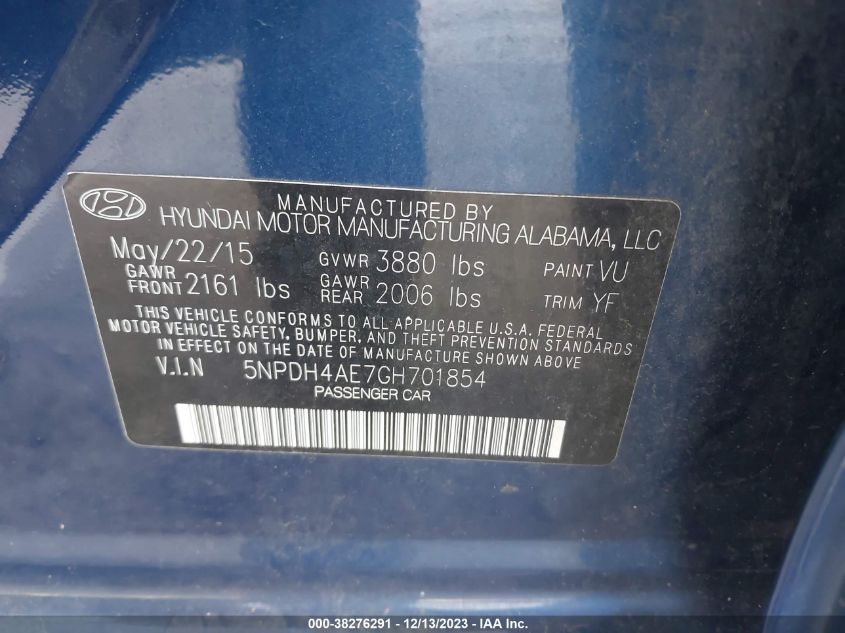 MANUFACTURED BY
HYUNDAI MOTOR MANUFACTURING ALABAMA, LLC
May/22/15 GVWR 3880 lbs PAINT VU
GAWR FRONT 2161 lbs GAWR REAR 2006 lbs TRIM YF
THIS VEHICLE CONFORMS TO ALL APPLICABLE U.S.A. FEDERAL
MOTOR VEHICLE SAFETY, BUMPER, AND THEFT PREVENTION STANDARDS
IN EFFECT ON THE DATE OF MANUFACTURE SHOWN ABOVE
V.I.N 5NPDH4AE7GH701854
PASSENGER CAR
000-38276291 - 12/13/2023 - IAA Inc.